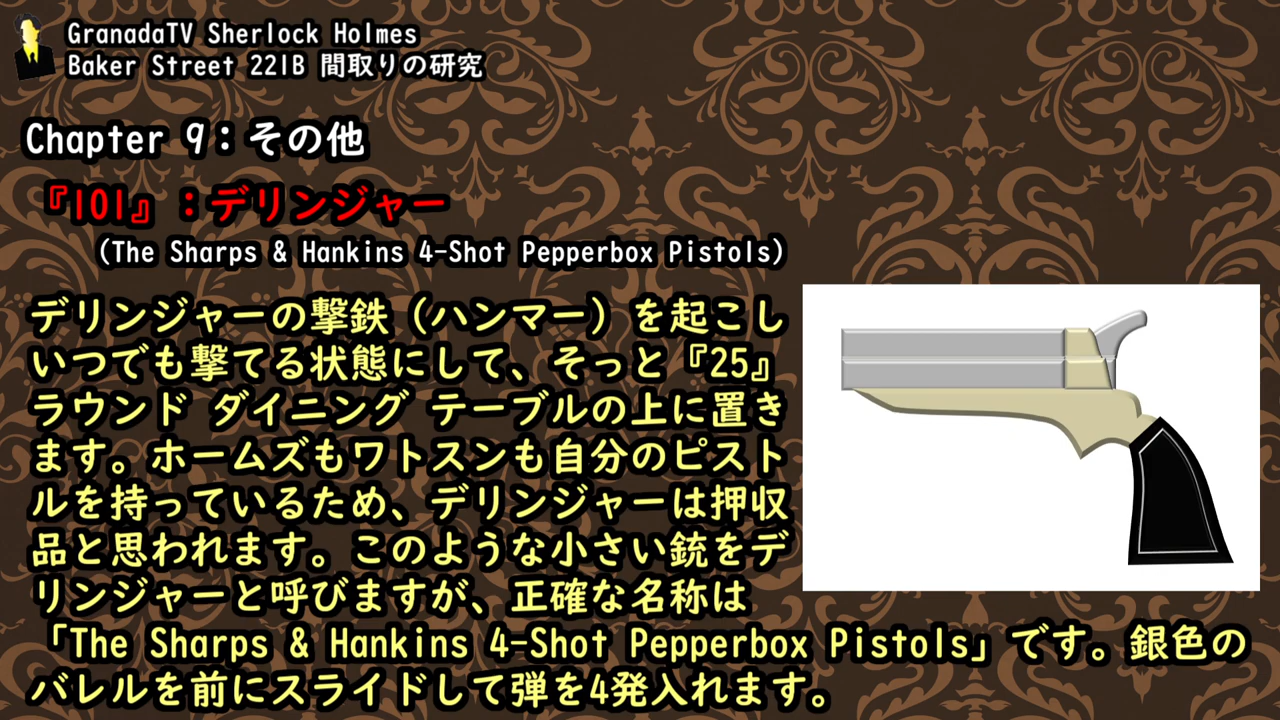 GranadaTV Sherlock Holmes
Baker Street 221B 間取りの研究
Chapter 9：その他
『101』：デリンジャー
(The Sharps & Hankins 4-Shot Pepperbox Pistols)
デリンジャーの撃鉄（ハンマー）を起こし
いつでも撃てる状態にして、そっと『25』
ラウンド ダイニング テーブルの上に置き
ます。ホームズもワトスンも自分のピスト
ルを持っているため、デリンジャーは押収
品と思われます。このような小さい銃をデ
リンジャーと呼びますが、正確な名称は
「The Sharps & Hankins 4-Shot Pepperbox Pistols」です。銀色の
バレルを前にスライドして弾を4発入れます。